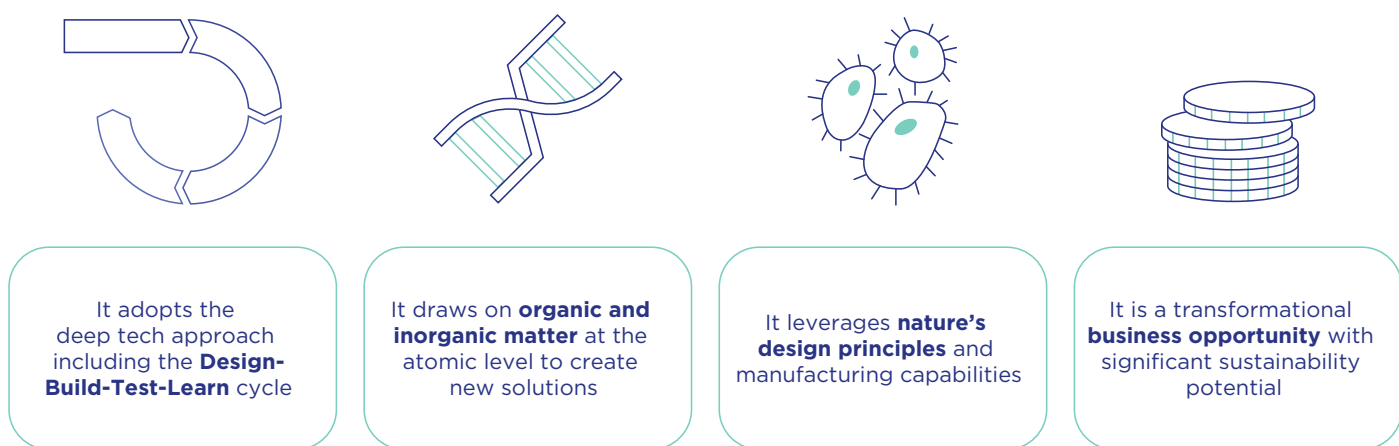 It adopts the
deep tech approach
including the Design-
Build-Test-Learn cycle
It draws on organic and
inorganic matter at the
atomic level to create
new solutions
It leverages nature’s
design principles and
manufacturing capabilities
It is a transformational
business opportunity with
significant sustainability
potential